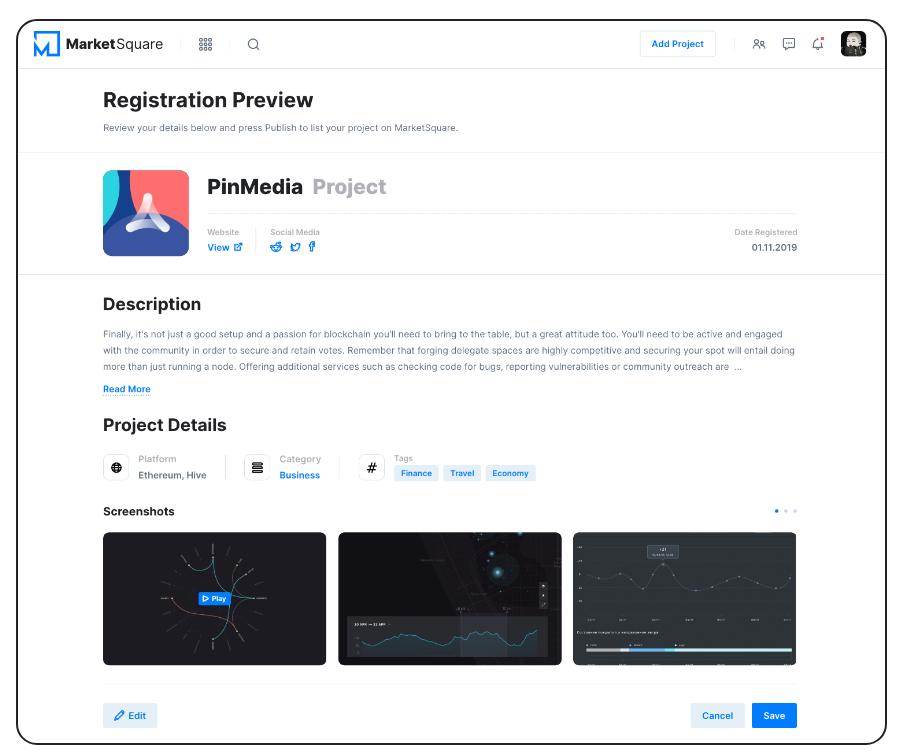 MarketSquare
Add Project
Registration Preview
Review your details below and press Publish to list your project on MarketSquare.
PinMedia Project
Website
Social Media
Date Registered
View
01.11.2019
Description
Finally, it's not just a good setup and a passion for blockchain you'll need to bring to the table, but a great attitude too. You'll need to be active and engaged
with the community in order to secure and retain votes. Remember that forging delegate spaces are highly competitive and securing your spot will entail doing
more than just running a node. Offering additional services such as checking code for bugs, reporting vulnerabilities or community outreach are ...
Read More
Project Details
Platform
Ethereum, Hive
Category
Business
#
Tags
Finance Travel Economy
Screenshots
Play
Edit
Cancel
Save